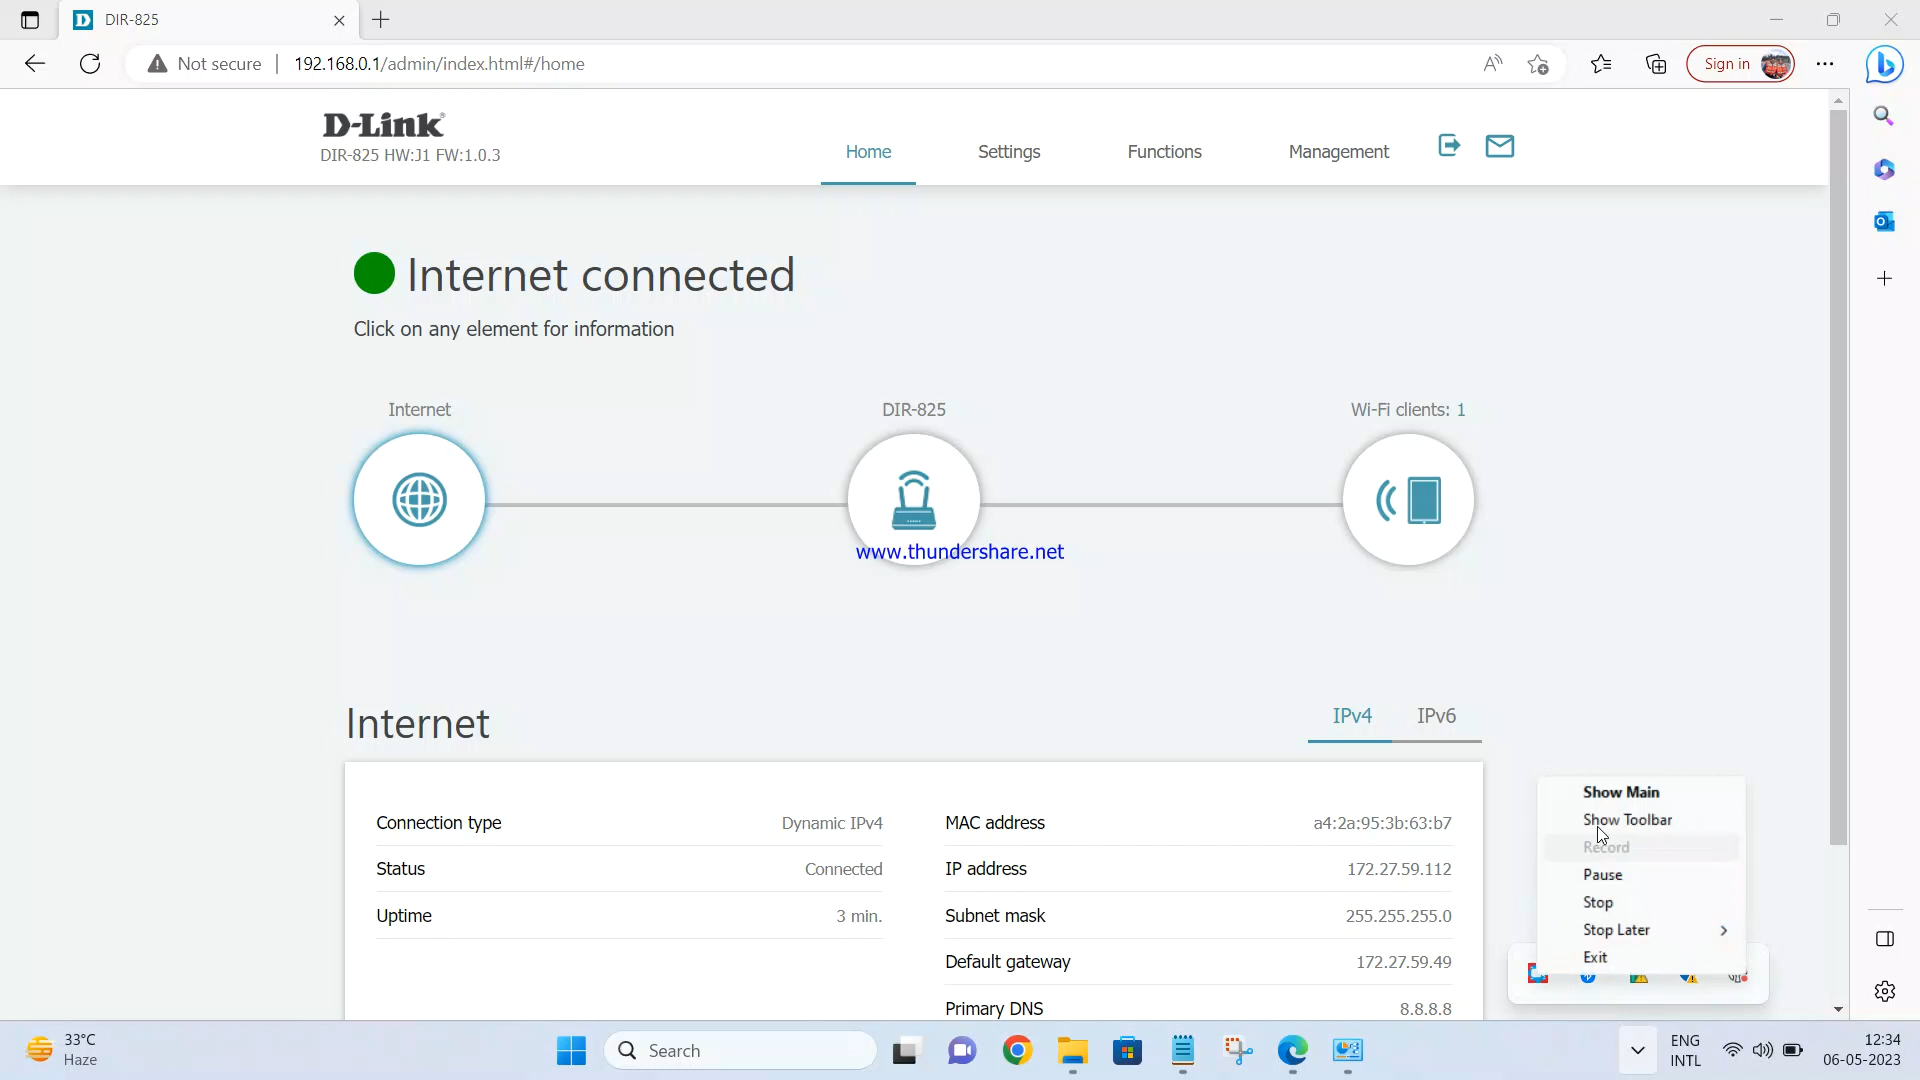 DIR-825
Not secure
192.168.0.1/admin/index.html#/home
Sign in
D-Link
DIR-825 HW:J1 FW:1.0.3
Home
Settings
Functions
Management
Internet connected
Click on any element for information
Internet
DIR-825
Wi-Fi clients: 1
www.thundershare.net
Internet
IPv4
IPv6
Connection type
Dynamic IPv4
MAC address
a4:2a:95:3b:63:b7
Status
Connected
IP address
172.27.59.112
Uptime
3 min.
Subnet mask
255.255.255.0
Default gateway
172.27.59.49
Primary DNS
8.8.8.8
Show Main
Show Toolbar
Record
Pause
Stop
Stop Later
Exit
33°C
Haze
Search
ENG
INTL
12:34
06-05-2023